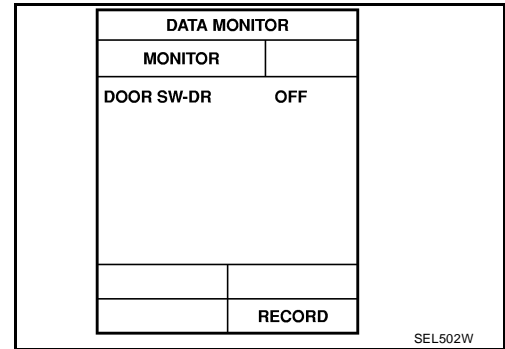 DATA MONITOR
MONITOR
DOOR SW-DR OFF
RECORD
SEL502W